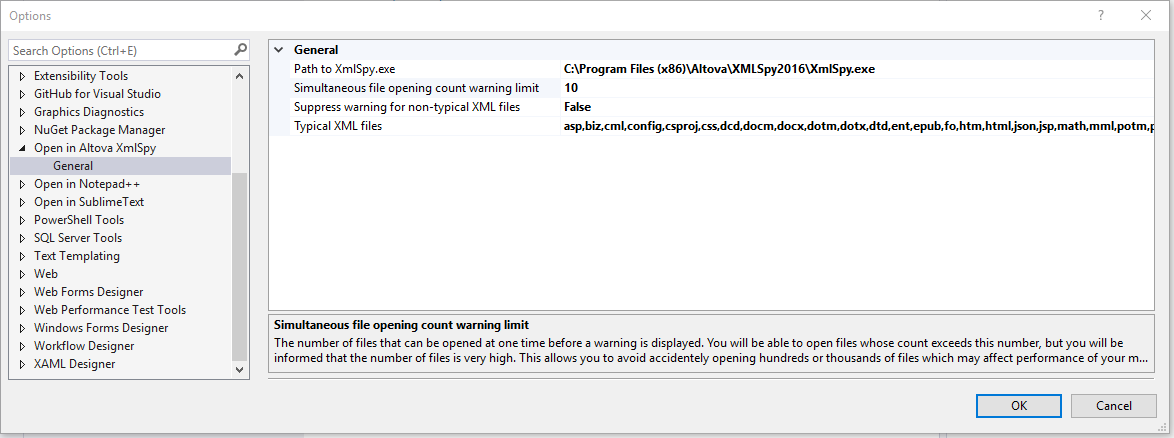 Options
Search Options (Ctrl+E)
Extensibility Tools
GitHub for Visual Studio
Graphics Diagnostics
NuGet Package Manager
Open in Altova XmlSpy
General
Open in Notepad++
Open in SublimeText
PowerShell Tools
SQL Server Tools
Text Templating
Web
Web Forms Designer
Web Performance Test Tools
Windows Forms Designer
Workflow Designer
XAML Designer
General
Path to XmlSpy.exe C:\Program Files (x86)\Altova\XMLSpy2016\XmlSpy.exe
Simultaneous file opening count warning limit 10
Suppress warning for non-typical XML files False
Typical XML files asp,biz,cml,config,csproj,css,dcd,docm,docx,dotm,dotx,dtd,ent,epub,fo,htm,html,json,jsp,math,mml,potm,p
Simultaneous file opening count warning limit
The number of files that can be opened at one time before a warning is displayed. You will be able to open files whose count exceeds this number, but you will be
informed that the number of files is very high. This allows you to avoid accidentely opening hundreds or thousands of files which may affect performance of your m...
OK Cancel